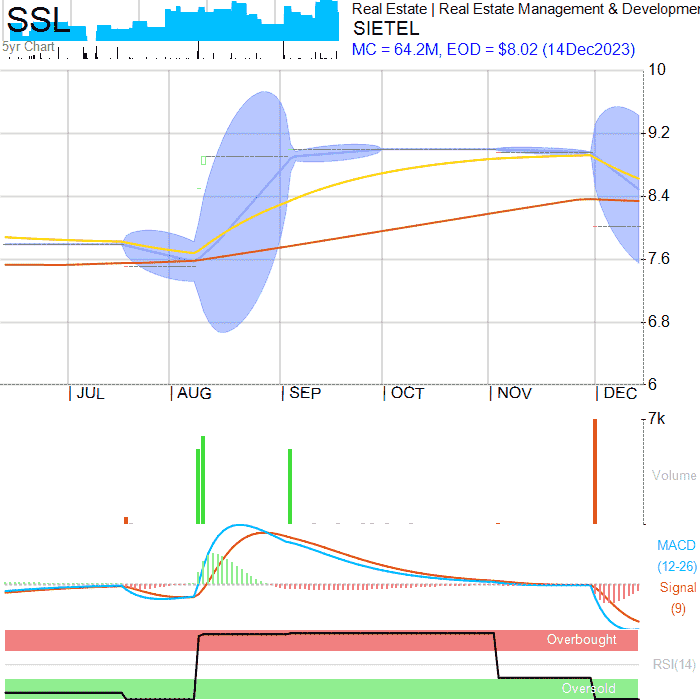 SSL
Real Estate | Real Estate Management & Developmen
SIETEL
5yr Chart
MC = 64.2M, EOD = $8.02 (14Dec2023)
10
9.2
8.4
7.6
6.8
6
| JUL | AUG | SEP | OCT | NOV | DEC
7k
Volume
MACD
(12-26)
Signal
(9)
Overbought
RSI(14)
Oversold